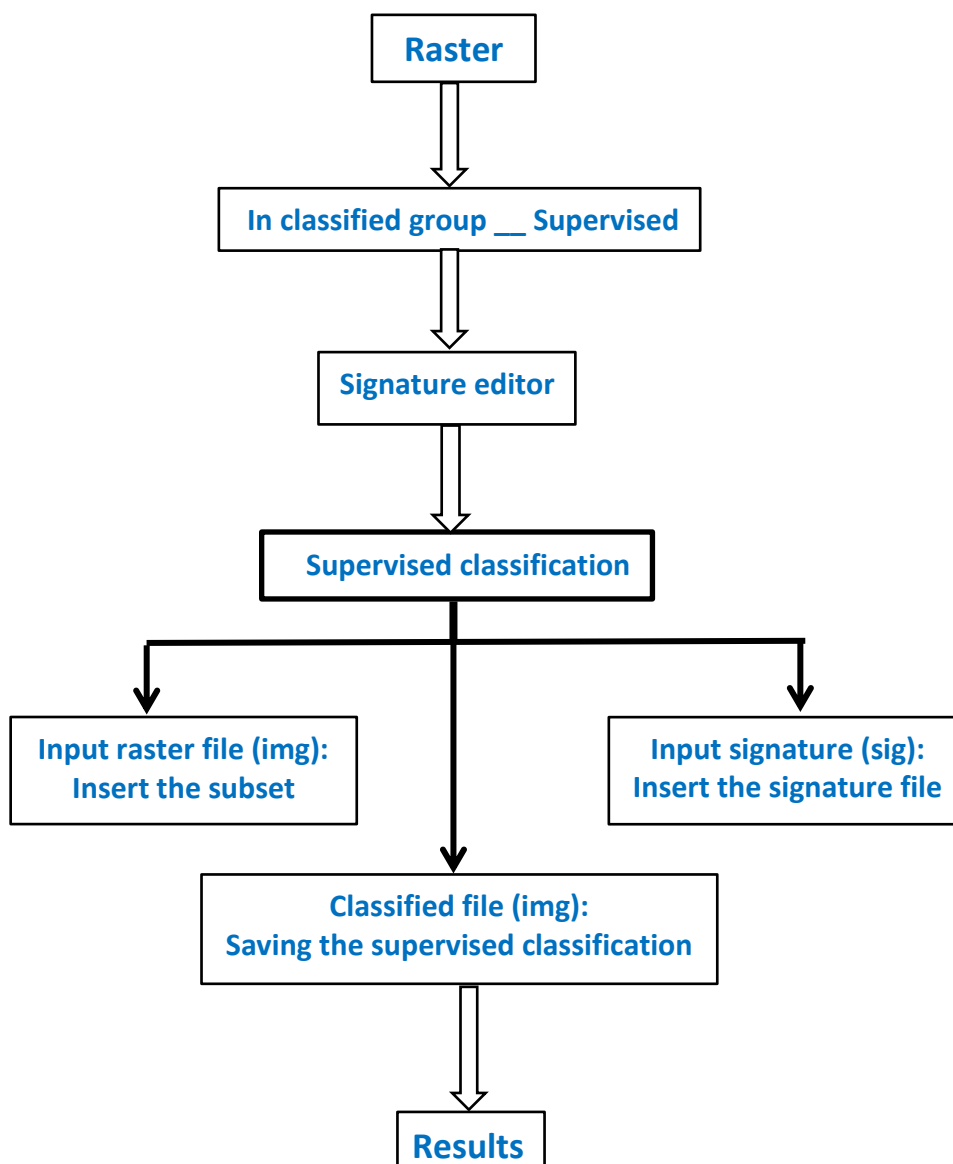 Raster
In classified group __ Supervised
Signature editor
Supervised classification
Input raster file (img):
Insert the subset
Input signature (sig):
Insert the signature file
Classified file (img):
Saving the supervised classification
Results